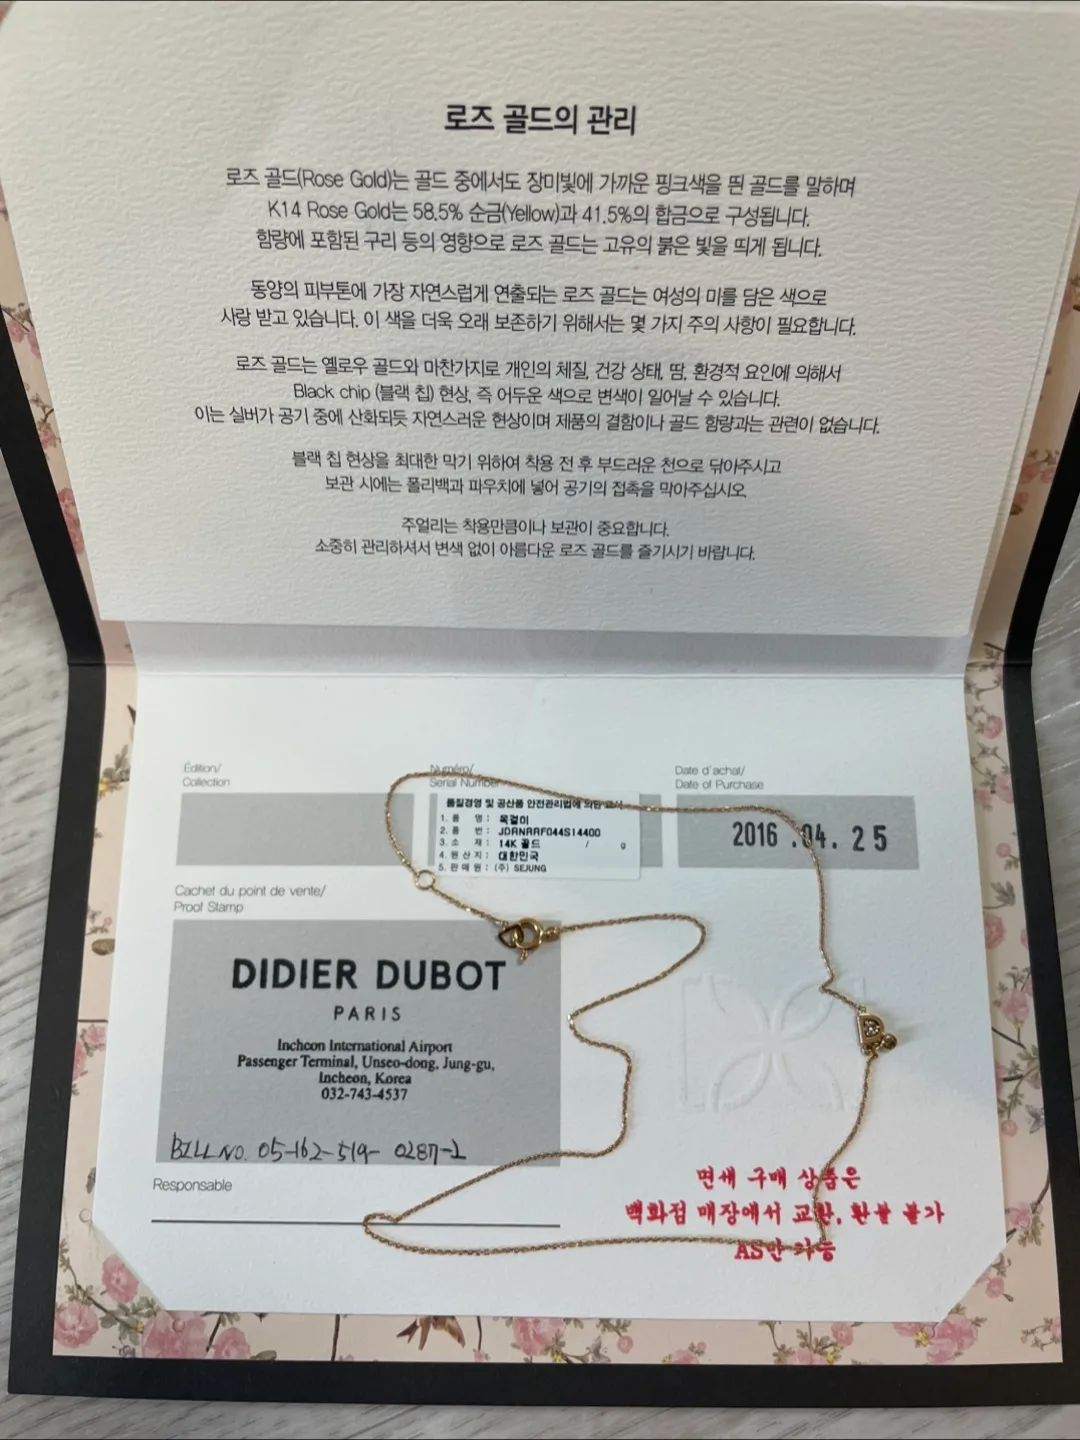 로즈 골드의 관리
로즈 골드(Rose Gold)는 골드 중에서도 장미빛에 가까운 핑크색을 띈 골드를 말하며
K14 Rose Gold는 58.5% 순금(Yellow)과 41.5%의 합금으로 구성됩니다.
함량에 포함된 구리 등의 영향으로 로즈 골드는 고유의 붉은 빛을 띄게 됩니다.
동양의 피부톤에 가장 자연스럽게 연출되는 로즈 골드는 여성의 미를 담은 색으로
사랑 받고 있습니다. 이 색을 더욱 오래 보존하기 위해서는 몇 가지 주의 사항이 필요합니다.
로즈 골드는 옐로우 골드와 마찬가지로 개인의 체질, 건강 상태, 땀, 환경적 요인에 의해서
Black chip (블랙 칩) 현상, 즉 어두운 색으로 변색이 일어날 수 있습니다.
이는 실버가 공기 중에 산화되듯 자연스러운 현상이며 제품의 결함이나 골드 함량과는 관련이 없습니다.
블랙 칩 현상을 최대한 막기 위하여 착용 전 후 부드러운 천으로 닦아주시고
보관 시에는 폴리백과 파우치에 넣어 공기의 접촉을 막아주십시오.
주얼리는 착용만큼이나 보관이 중요합니다.
소중히 관리하셔서 변색 없이 아름다운 로즈 골드를 즐기시기 바랍니다.
Édition/
Collection
Numéro/
Serial Number
품질경영 및 공산품 안전관리법에 의한 표시
1. 품 명 : 목걸이
2. 품 번 : JDRNRRF044S14400
3. 소 재 : 14K 골드 / g
4. 원 산 지 : 대한민국
5. 판 매 원 : (주) SEJUNG
Date d'achat/
Date of Purchase
2016 .04. 25
Cachet du point de vente/
Proof Stamp
DIDIER DUBOT
PARIS
Incheon International Airport
Passenger Terminal, Unseo-dong, Jung-gu,
Incheon, Korea
032-743-4537
BILL NO. 05-162-519- 0287-1
Responsable
면세 구매 상품은
백화점 매장에서 교환, 환불 불가
AS만 가능